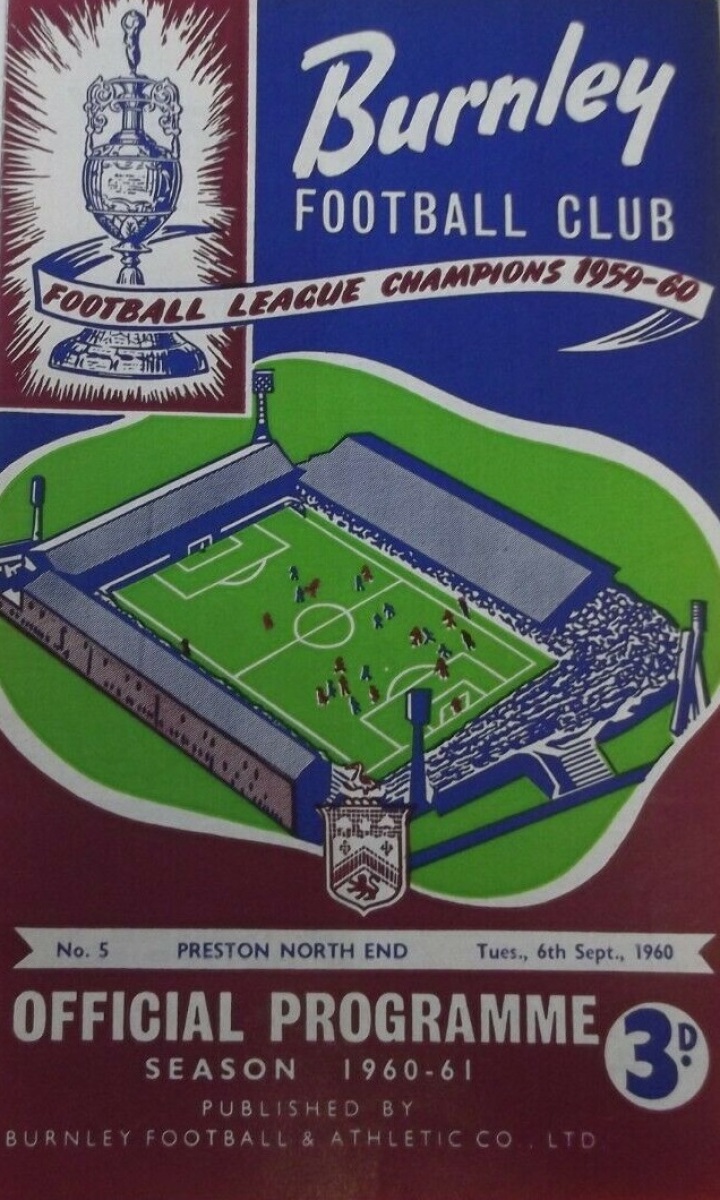 Burnley
FOOTBALL CLUB
FOOTBALL LEAGUE CHAMPIONS 1959-60
No. 5 PRESTON NORTH END Tues., 6th Sept., 1960
OFFICIAL PROGRAMME
3D.
SEASON 1960-61
PUBLISHED BY
BURNLEY FOOTBALL & ATHLETIC CO., LTD.